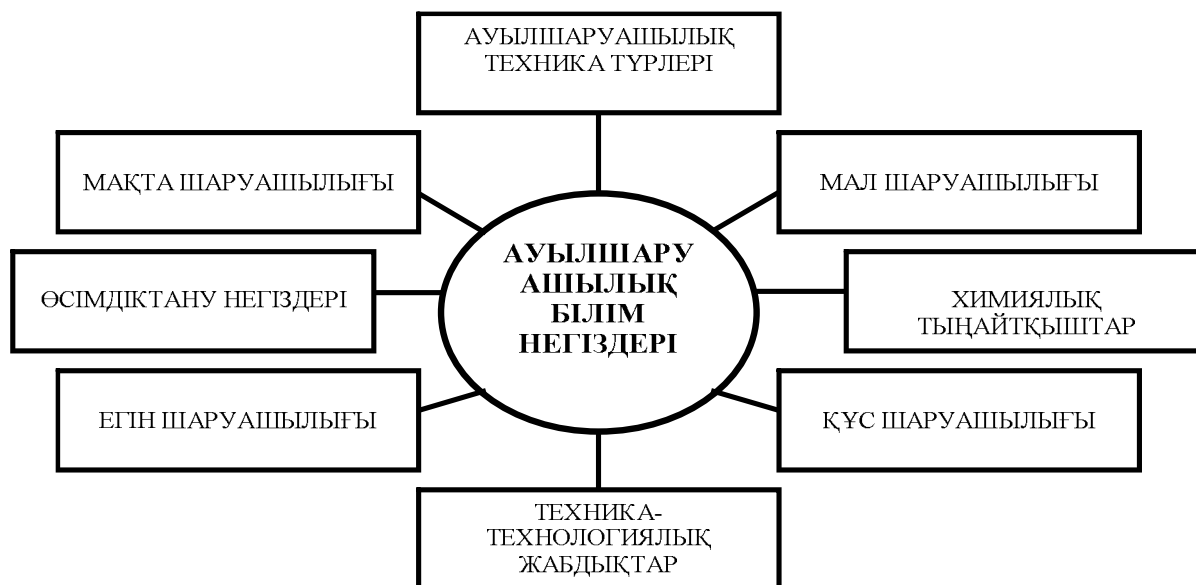 АУЫЛШАРУАШЫЛЫҚ
ТЕХНИКА ТҮРЛЕРІ
МАҚТА ШАРУАШЫЛЫҒЫ
МАЛ ШАРУАШЫЛЫҒЫ
АУЫЛШАРУ
АШЫЛЫҚ
БІЛІМ
НЕГІЗДЕРІ
ӨСІМДІКТАНУ НЕГІЗДЕРІ
ХИМИЯЛЫҚ
ТЫҢАЙТҚЫШТАР
ЕГІН ШАРУАШЫЛЫҒЫ
ҚҰС ШАРУАШЫЛЫҒЫ
ТЕХНИКА-
ТЕХНОЛОГИЯЛЫҚ
ЖАБДЫҚТАР